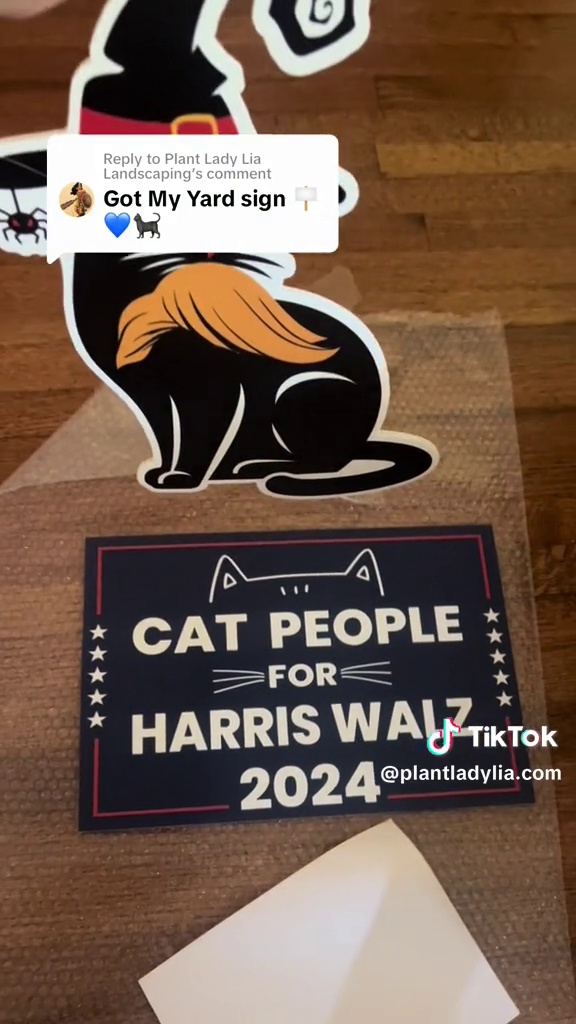 Reply to Plant Lady Lia
Landscaping's comment
Got My Yard sign 🪧
💙🐈‍⬛
CAT PEOPLE
FOR
HARRIS WALZ
2024
TikTok
@plantladylia.com